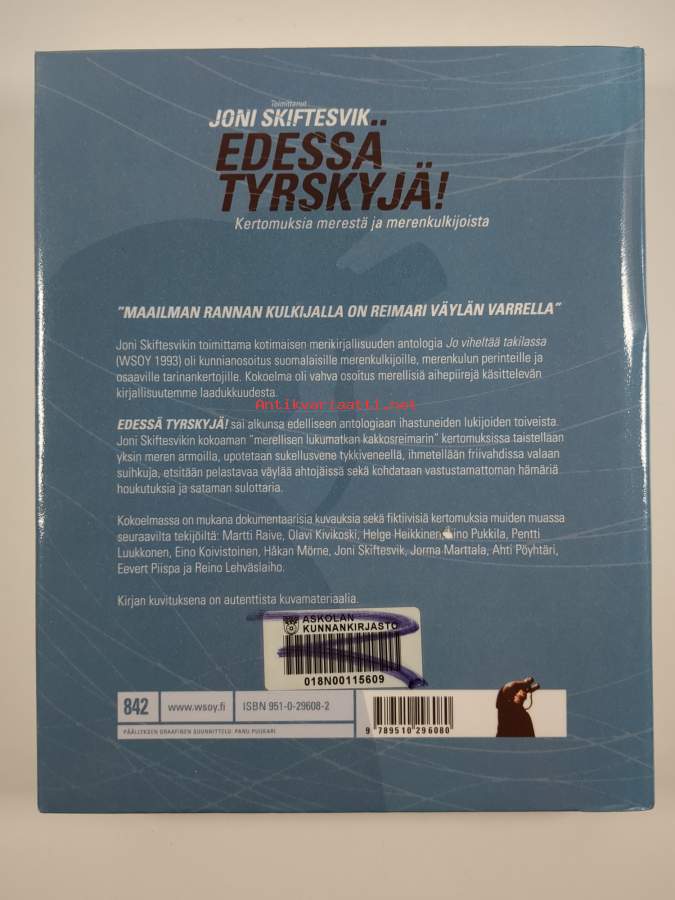 Toimittanut
JONI SKIFTESVIK
EDESSÄ
TYRSKYJÄ!
Kertomuksia merestä ja merenkulkijoista
"MAAILMAN RANNAN KULKIJALLA ON REIMARI VÄYLÄN VARRELLA"
Joni Skiftesvikin toimittama kotimaisen merikirjallisuuden antologia Jo viheltää takilassa
(WSOY 1993) oli kunnianosoitus suomalaisille merenkulkijoille, merenkulun perinteille ja
osaaville tarinankertojille. Kokoelma oli vahva osoitus merellisiä aihepiirejä käsittelevän
kirjallisuutemme laadukkuudesta.
Antikvariaatti.net
EDESSÄ TYRSKYJÄ! sai alkunsa edelliseen antologiaan ihastuneiden lukijoiden toiveista.
Joni Skiftesvikin kokoaman "merellisen lukumatkan kakkosreimarin" kertomuksissa taistellaan
yksin meren armoilla, upotetaan sukellusvene tykkiveneellä, ihmetellään friivahdissa valaan
suihkuja, etsitään pelastavaa väylää ahtojäissä sekä kohdataan vastustamattoman hämäriä
houkutuksia ja sataman sulottaria.
Kokoelmassa on mukana dokumentaarisia kuvauksia sekä fiktiivisiä kertomuksia muiden muassa
seuraavilta tekijöiltä: Martti Raive, Olavi Kivikoski, Helge Heikkinen, Eino Pukkila, Pentti
Luukkonen, Eino Koivistoinen, Håkan Mörne, Joni Skiftesvik, Jorma Marttala, Ahti Pöyhtäri,
Eevert Piispa ja Reino Lehväslaiho.
Kirjan kuvituksena on autenttista kuvamateriaalia.
ASKOLAN
KUNNANKIRJASTO
018N00115609
842 www.wsoy.fi ISBN 951-0-29608-2
PÄÄLLYKSEN GRAAFINEN SUUNNITTELU: PANU PUUKARI
9 789510 296080